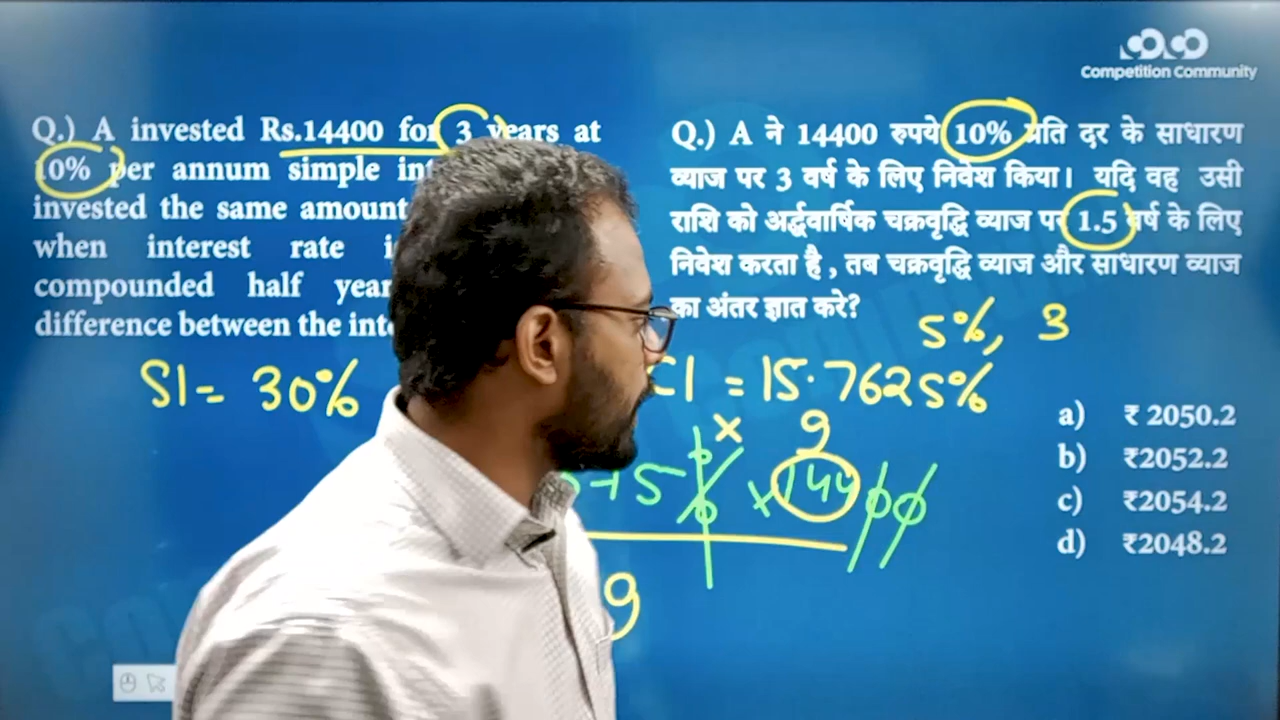 Competition Community
Q.) A invested Rs.14400 for 3 years at
10% per annum simple
invested the same amount
when interest rate
compounded half
difference between the
Q.) A ने 14400 रुपये 10% प्रति दर के साधारण
व्याज पर 3 वर्ष के लिए निवेश किया। यदि वह उसी
राशि को अर्द्धवार्षिक चक्रवृद्धि व्याज पर 1.5 वर्ष के लिए
निवेश करता है , तब चक्रवृद्धि व्याज और साधारण व्याज
का अंतर ज्ञात करे?
5%, 3
SI = 30%
CI = 15.7625%
a) ₹ 2050.2
b) ₹2052.2
c) ₹2054.2
d) ₹2048.2
× 9
× 144 00
9